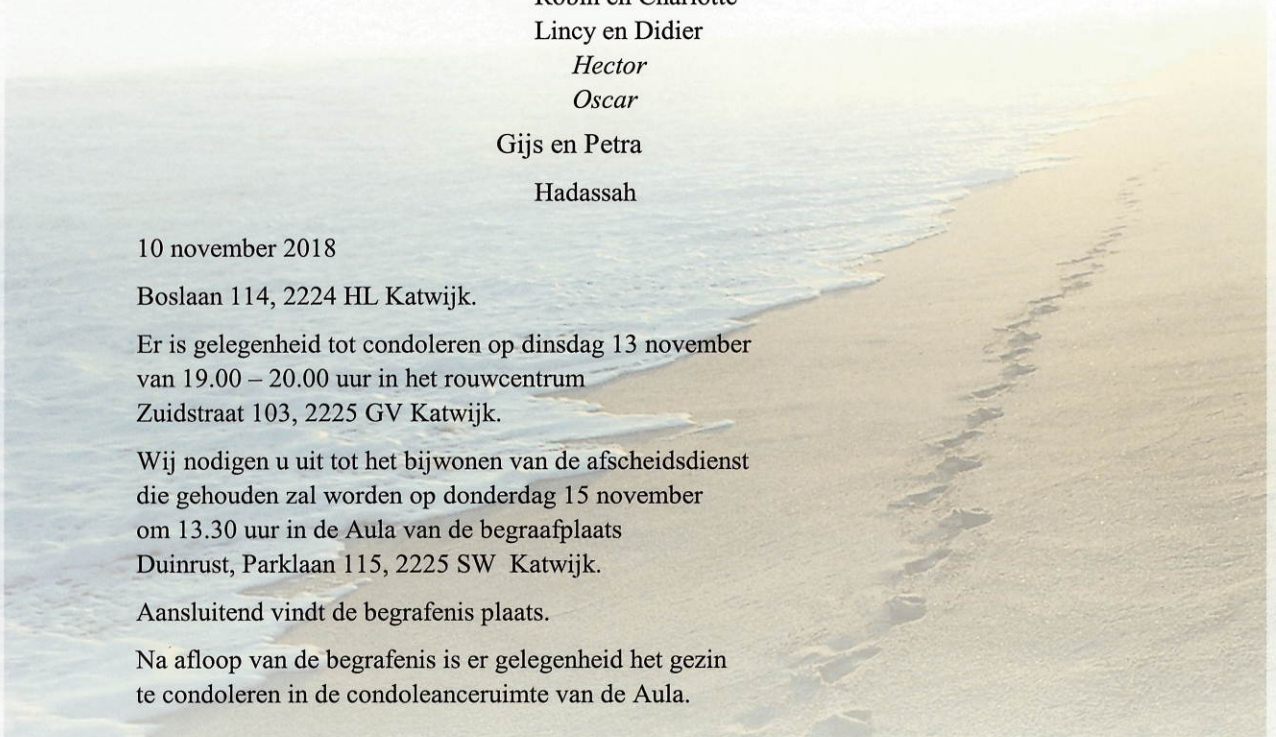 Robin en Charlotte
Lincy en Didier
Hector
Oscar
Gijs en Petra
Hadassah
10 november 2018
Boslaan 114, 2224 HL Katwijk.
Er is gelegenheid tot condoleren op dinsdag 13 november
van 19.00 – 20.00 uur in het rouwcentrum
Zuidstraat 103, 2225 GV Katwijk.
Wij nodigen u uit tot het bijwonen van de afscheidsdienst
die gehouden zal worden op donderdag 15 november
om 13.30 uur in de Aula van de begraafplaats
Duinrust, Parklaan 115, 2225 SW  Katwijk.
Aansluitend vindt de begrafenis plaats.
Na afloop van de begrafenis is er gelegenheid het gezin
te condoleren in de condoleanceruimte van de Aula.